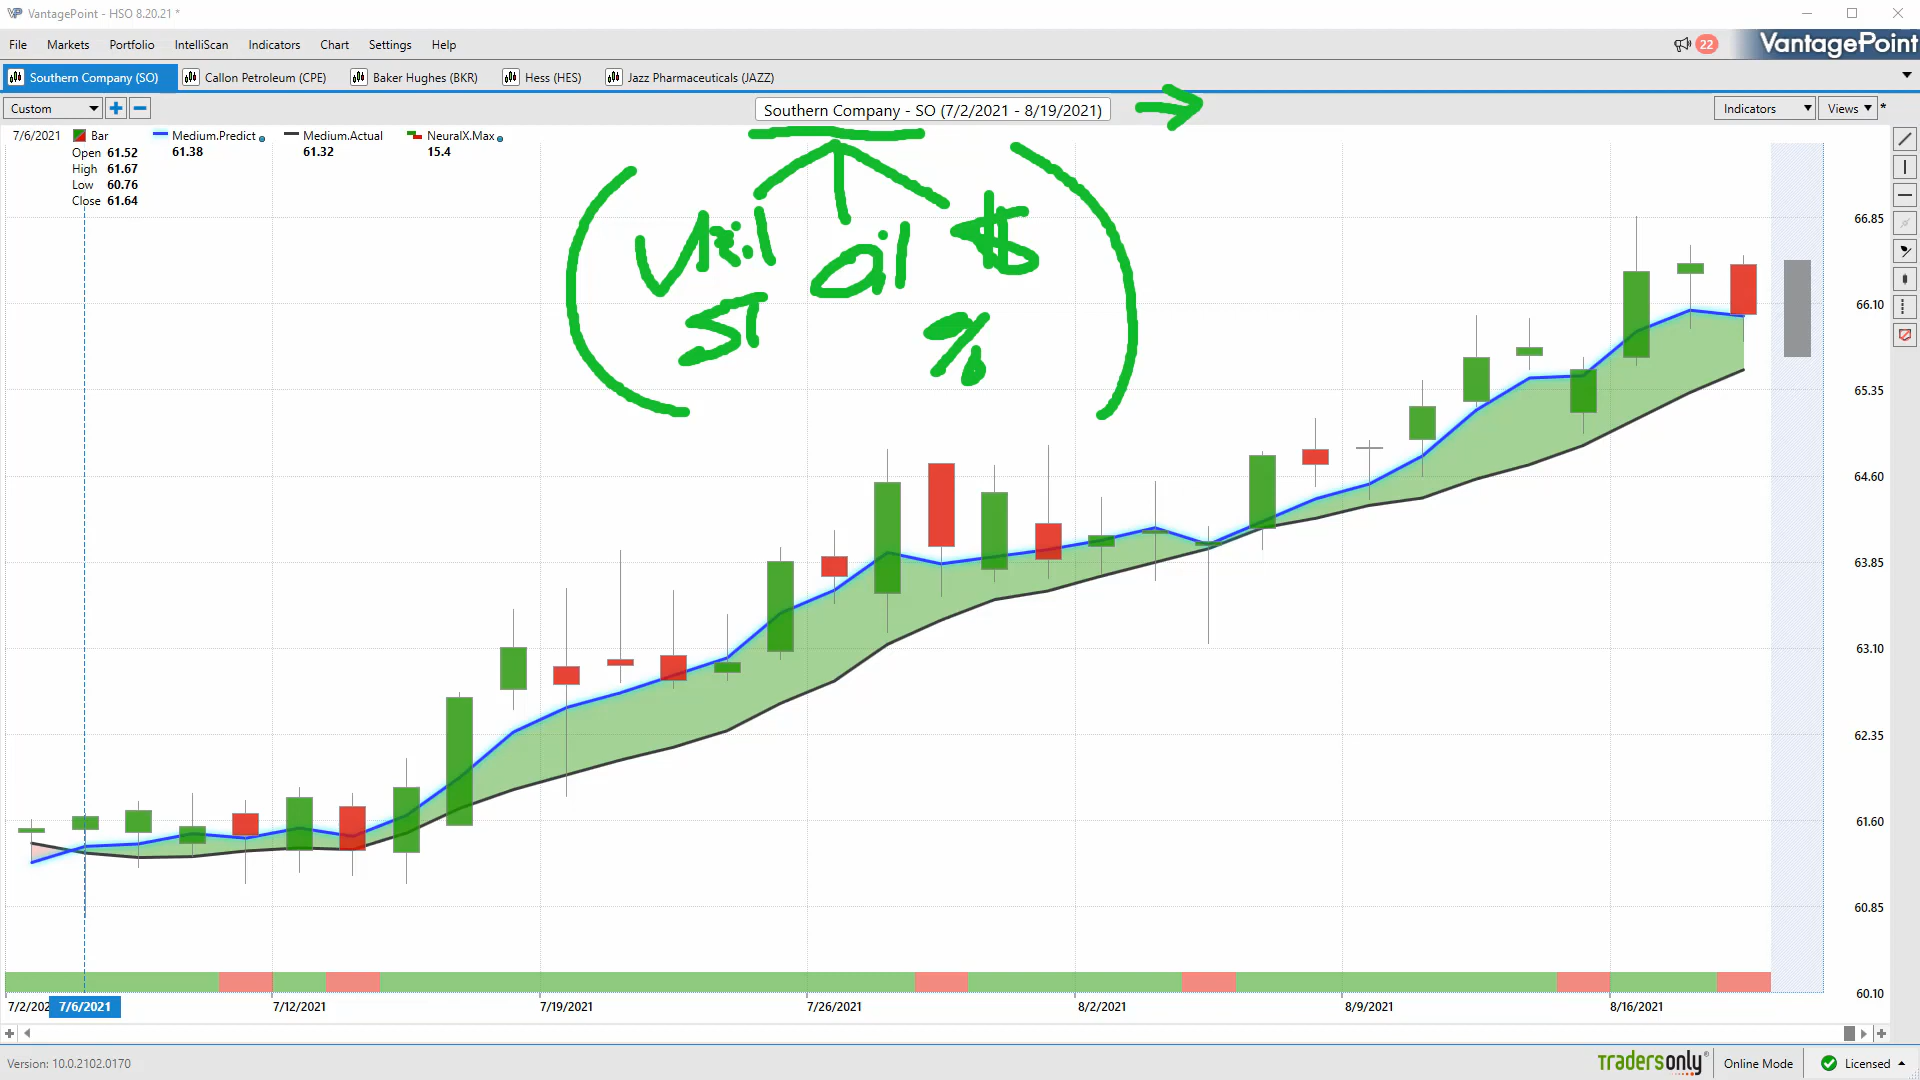 VantagePoint - HSO 8.20.21 *
File Markets Portfolio IntelliScan Indicators Chart Settings Help 22 VantagePoint
Southern Company (SO) Callon Petroleum (CPE) Baker Hughes (BKR) Hess (HES) Jazz Pharmaceuticals (JAZZ)
Custom Southern Company - SO (7/2/2021 - 8/19/2021) Indicators Views *
7/6/2021 Bar Medium.Predict Medium.Actual NeuralX.Max
Open 61.52 61.38 61.32 15.4
High 61.67
Low 60.76
Close 61.64
oil $
%
66.85
66.10
65.35
64.60
63.85
63.10
62.35
61.60
60.85
60.10
7/2/202 7/6/2021 7/12/2021 7/19/2021 7/26/2021 8/2/2021 8/9/2021 8/16/2021
Version: 10.0.2102.0170 tradersonly Online Mode Licensed